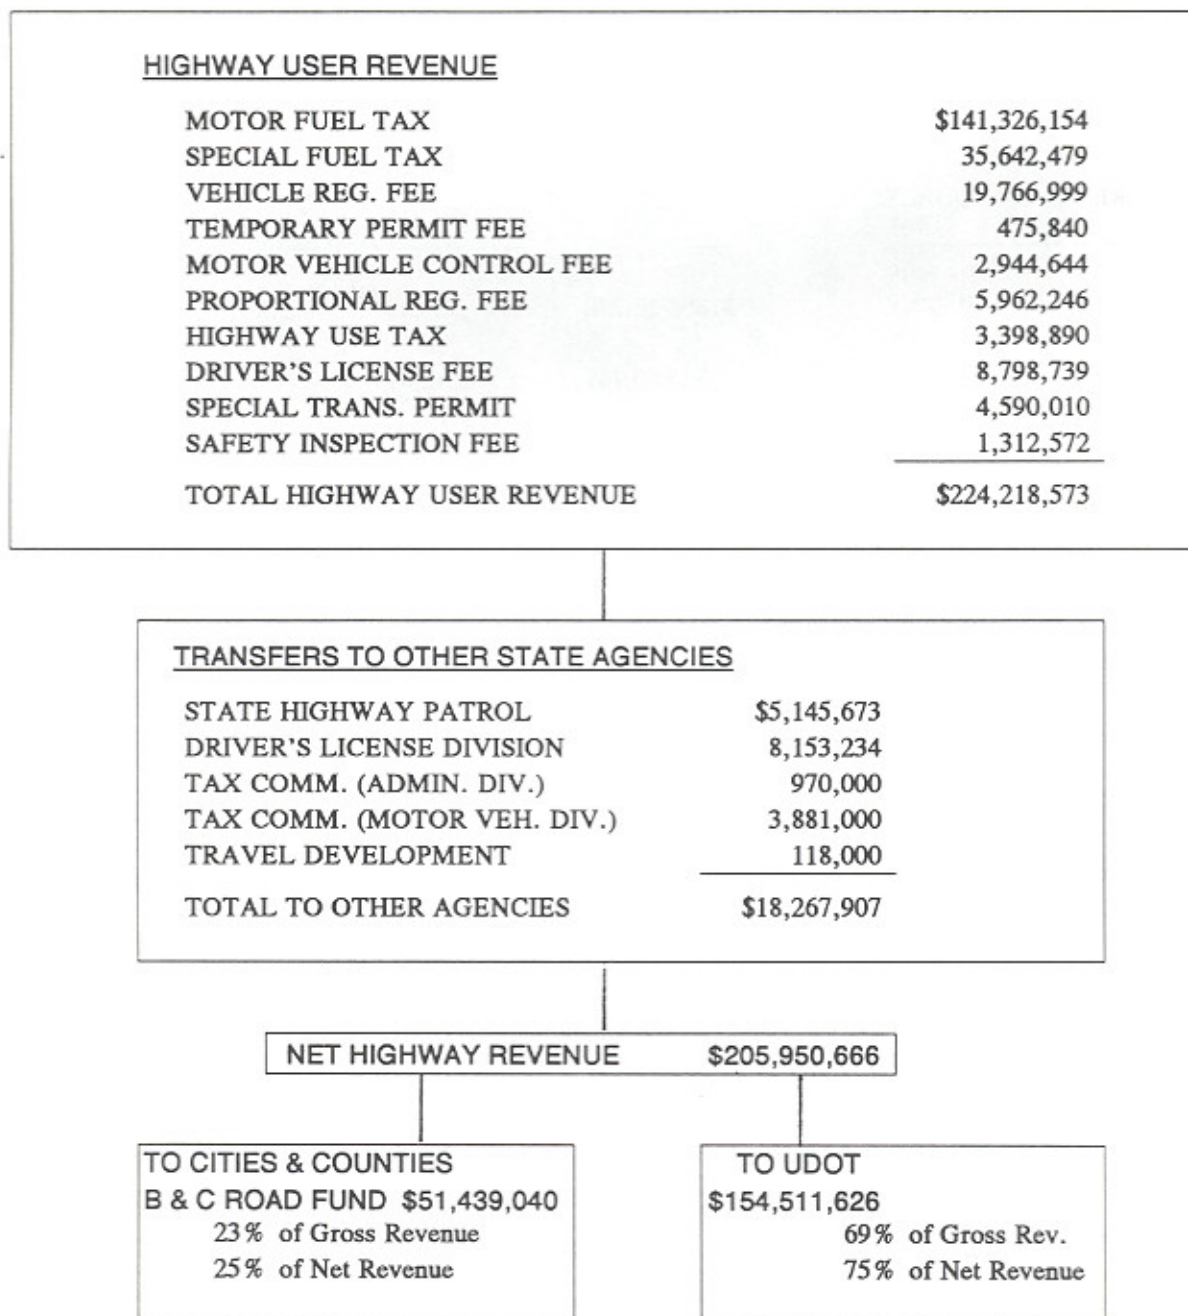 HIGHWAY USER REVENUE
MOTOR FUEL TAX $141,326,154
SPECIAL FUEL TAX 35,642,479
VEHICLE REG. FEE 19,766,999
TEMPORARY PERMIT FEE 475,840
MOTOR VEHICLE CONTROL FEE 2,944,644
PROPORTIONAL REG. FEE 5,962,246
HIGHWAY USE TAX 3,398,890
DRIVER'S LICENSE FEE 8,798,739
SPECIAL TRANS. PERMIT 4,590,010
SAFETY INSPECTION FEE 1,312,572
TOTAL HIGHWAY USER REVENUE $224,218,573
TRANSFERS TO OTHER STATE AGENCIES
STATE HIGHWAY PATROL $5,145,673
DRIVER'S LICENSE DIVISION 8,153,234
TAX COMM. (ADMIN. DIV.) 970,000
TAX COMM. (MOTOR VEH. DIV.) 3,881,000
TRAVEL DEVELOPMENT 118,000
TOTAL TO OTHER AGENCIES $18,267,907
NET HIGHWAY REVENUE $205,950,666
TO CITIES & COUNTIES
B & C ROAD FUND $51,439,040
23% of Gross Revenue
25% of Net Revenue
TO UDOT
$154,511,626
69% of Gross Rev.
75% of Net Revenue